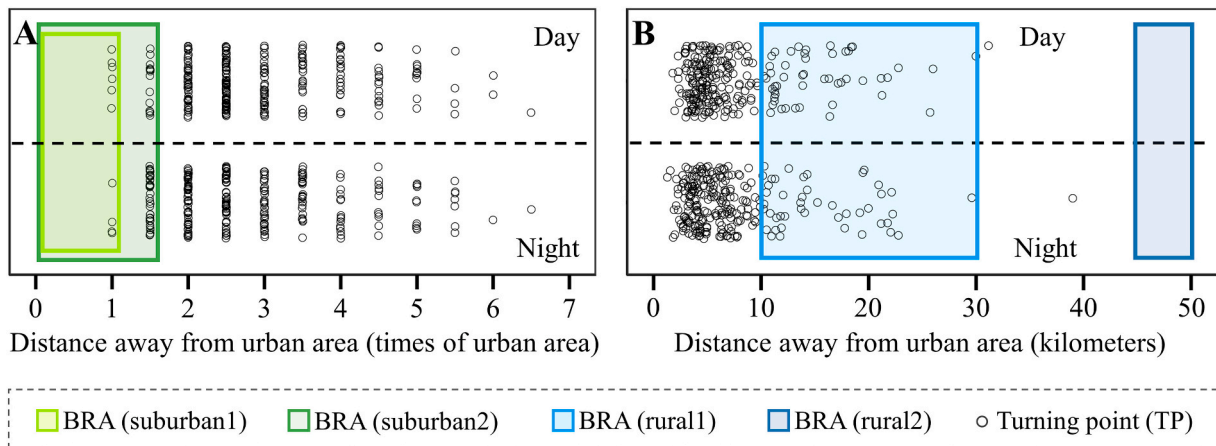 A Day
Night
0 1 2 3 4 5 6 7
Distance away from urban area (times of urban area)
B Day
Night
0 10 20 30 40 50
Distance away from urban area (kilometers)
BRA (suburban1) BRA (suburban2) BRA (rural1) BRA (rural2) Turning point (TP)